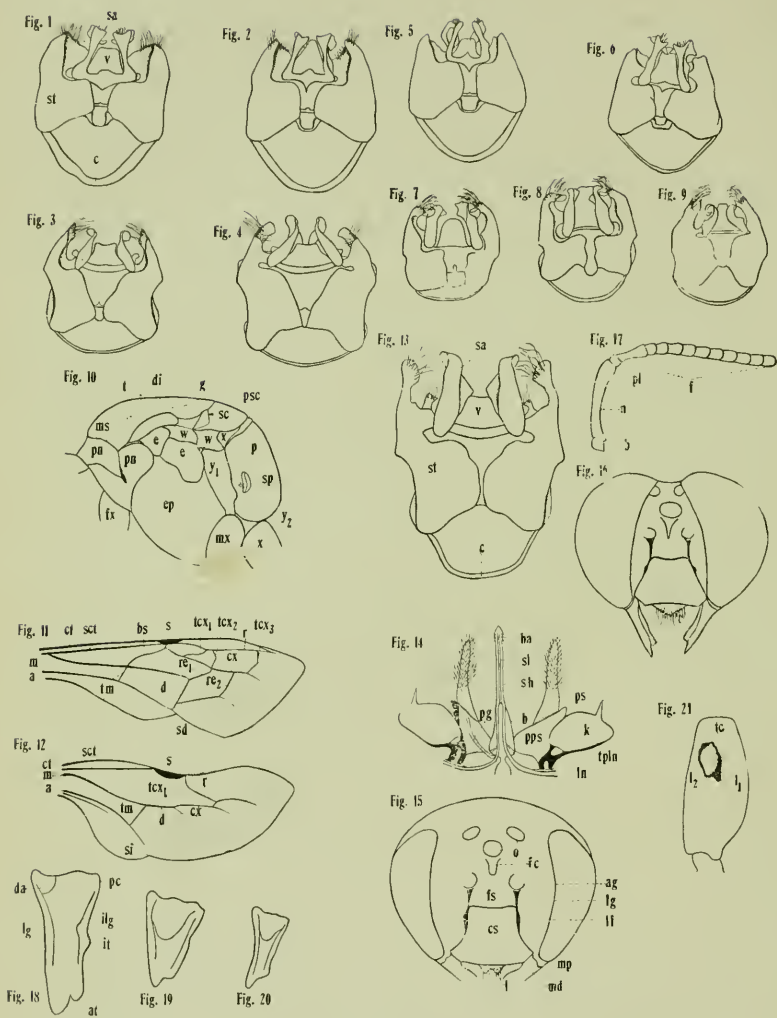 Fig. 1
sa
v
st
c
Fig. 2
Fig. 5
Fig. 6
Fig. 3
Fig. 4
Fig. 7
Fig. 8
Fig. 9
Fig. 10
t di g psc
ms
sc
pn
pn
e
w
w
x
e
p
y1
sp
fx
ep
mx
x
y2
Fig. 13
sa
v
st
c
Fig. 17
pl
f
Fig. 16
Fig. 11
ct sct bs s tcx1 tcx2 r tcx3
m
a
re1
cx
re2
tm
d
sd
Fig. 12
sct s
ct
m
a
r
tcx1
tm
d
cx
si
Fig. 14
ba
sl
sh
ps
pg
b
pps
k
tpln
ln
Fig. 21
tc
l2
l1
Fig. 15
o
fc
fs
ag
lg
cs
mp
l
md
da
pc
lg
ilg
it
at
Fig. 18
Fig. 19
Fig. 20